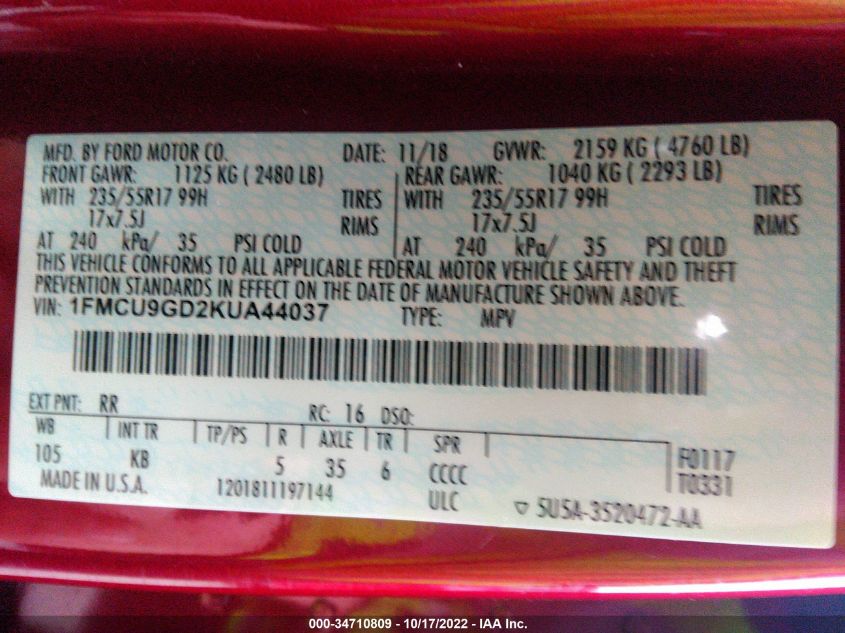 MFD. BY FORD MOTOR CO. DATE: 11/18 GVWR: 2159 KG ( 4760 LB)
FRONT GAWR: 1125 KG ( 2480 LB) REAR GAWR: 1040 KG ( 2293 LB)
WITH 235/55R17 99H TIRES WITH 235/55R17 99H TIRES
17x7.5J RIMS 17x7.5J RIMS
AT 240 kPa/ 35 PSI COLD AT 240 kPa/ 35 PSI COLD
THIS VEHICLE CONFORMS TO ALL APPLICABLE FEDERAL MOTOR VEHICLE SAFETY AND THEFT
PREVENTION STANDARDS IN EFFECT ON THE DATE OF MANUFACTURE SHOWN ABOVE.
VIN: 1FMCU9GD2KUA44037 TYPE: MPV
EXT PNT: RR RC: 16 DSO:
WB INT TR TP/PS R AXLE TR SPR
105 KB 5 35 6 CCCC F0117
MADE IN U.S.A. 1201811197144 ULC T0331
5U5A-3520472-AA
000-34710809 - 10/17/2022 - IAA Inc.